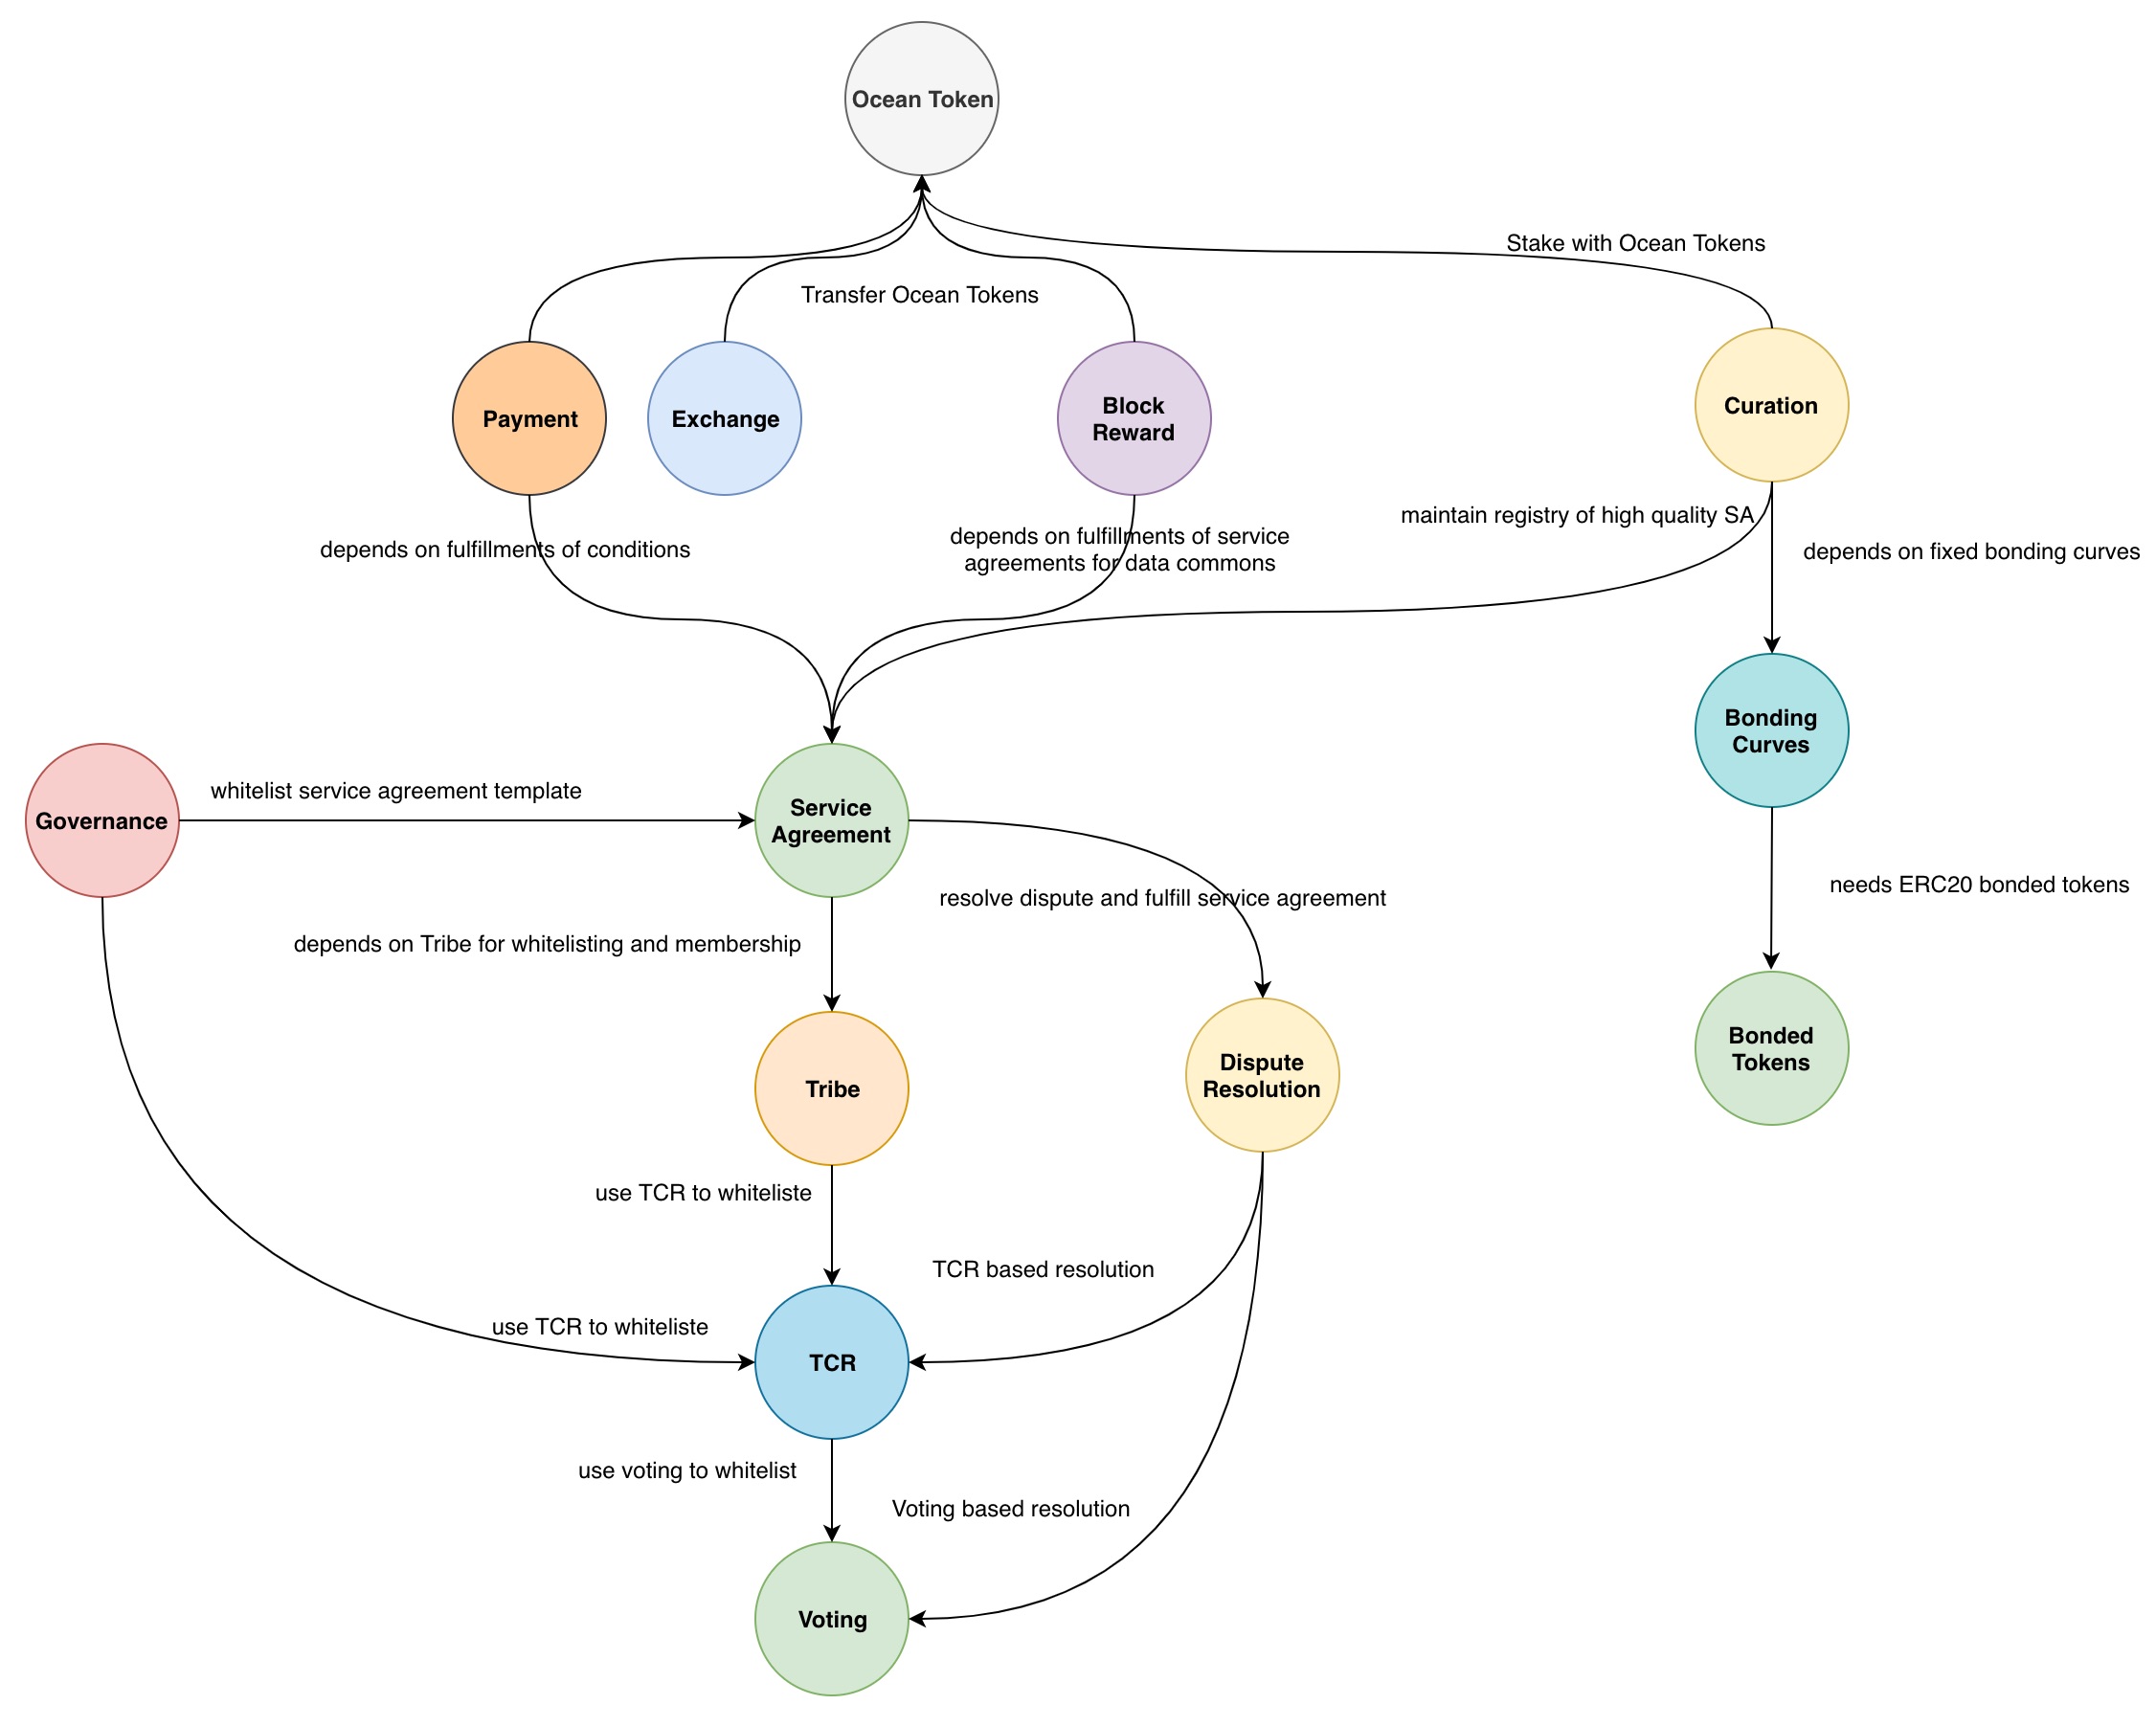 Ocean Token
Stake with Ocean Tokens
Transfer Ocean Tokens
Payment
Exchange
Block
Reward
Curation
depends on fulfillments of conditions
depends on fulfillments of service
agreements for data commons
maintain registry of high quality SA
depends on fixed bonding curves
Bonding
Curves
Governance
whitelist service agreement template
Service
Agreement
needs ERC20 bonded tokens
resolve dispute and fulfill service agreement
depends on Tribe for whitelisting and membership
Bonded
Tokens
Tribe
Dispute
Resolution
use TCR to whiteliste
TCR based resolution
use TCR to whiteliste
TCR
use voting to whitelist
Voting based resolution
Voting